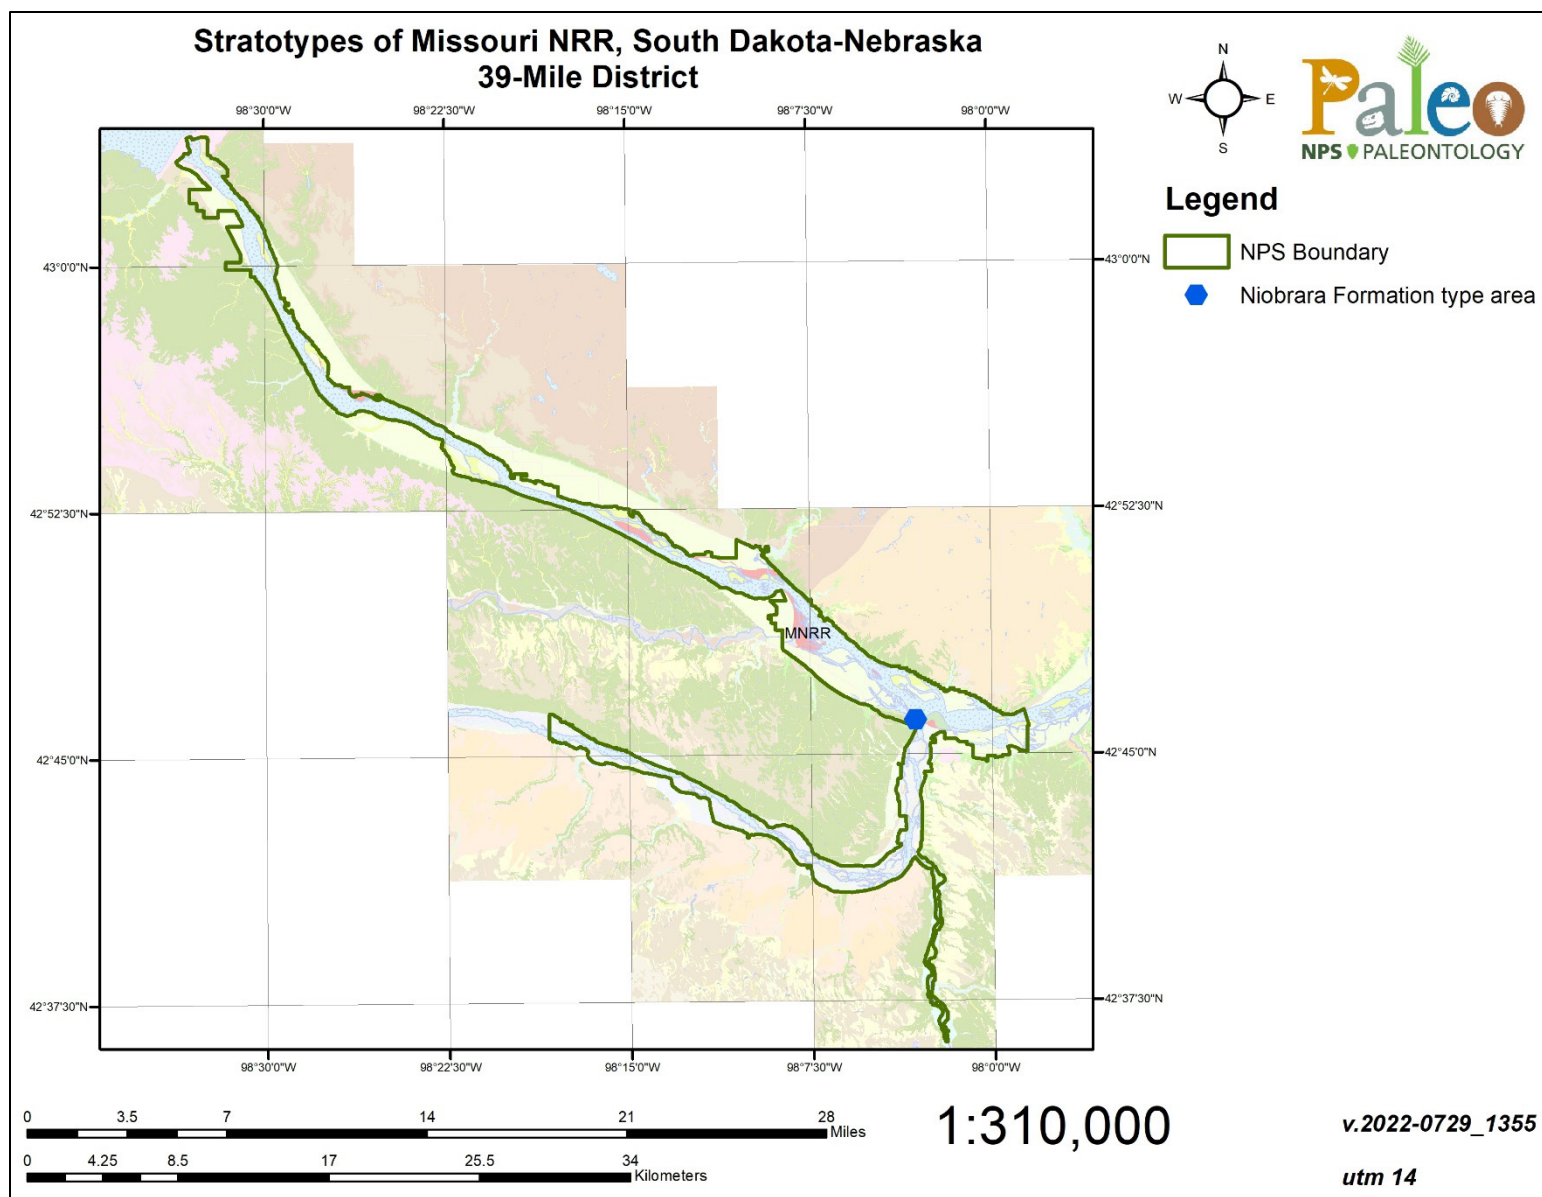 Stratotypes of Missouri NRR, South Dakota-Nebraska
39-Mile District
N
W E
S
Paleo
NPS PALEONTOLOGY
Legend
NPS Boundary
Niobrara Formation type area
98°30'0"W 98°22'30"W 98°15'0"W 98°7'30"W 98°0'0"W
43°0'0"N 43°0'0"N
42°52'30"N 42°52'30"N
MNRR
42°45'0"N 42°45'0"N
42°37'30"N 42°37'30"N
98°30'0"W 98°22'30"W 98°15'0"W 98°7'30"W 98°0'0"W
0 3.5 7 14 21 28
Miles
0 4.25 8.5 17 25.5 34
Kilometers
1:310,000
v.2022-0729_1355
utm 14